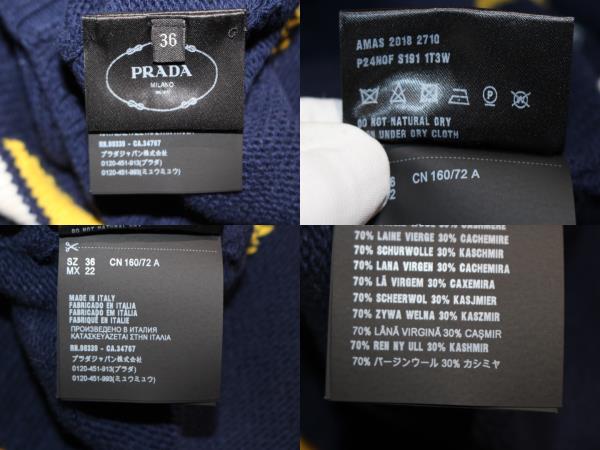 36
PRADA
MILANO
RN.98339 - CA.34767
プラダジャパン株式会社
0120-451-913(プラダ)
0120-451-993(ミュウミュウ)
AMAS 2018 2710
P24N0F S191 1T3W
P
DO NOT NATURAL DRY
UNDER DRY CLOTH
CN 160/72 A
SZ 36 CN 160/72 A
MX 22
MADE IN ITALY
FABRICADO EN ITALIA
FABRICADO EM ITALIA
FABRIQUÉ EN ITALIE
ПРОИЗВЕДЕНО В ИТАЛИЯ
ΚΑΤΑΣΚΕΥΑΖΕΤΑΙ ΣΤΗΝ ΙΤΑΛΙΑ
RN.98339 - CA.34767
プラダジャパン株式会社
0120-451-913(プラダ)
0120-451-993(ミュウミュウ)
70% LAINE VIERGE 30% CACHEMIRE
70% SCHURWOLLE 30% KASCHMIR
70% LANA VIRGEN 30% CACHEMIRA
70% LÃ VIRGEM 30% CAXEMIRA
70% SCHEERWOL 30% KASJMIER
70% ZYWA WELNA 30% KASZMIR
70% LÂNĂ VIRGINĂ 30% CAŞMIR
70% REN NY ULL 30% KASHMIR
70% バージンウール 30% カシミヤ